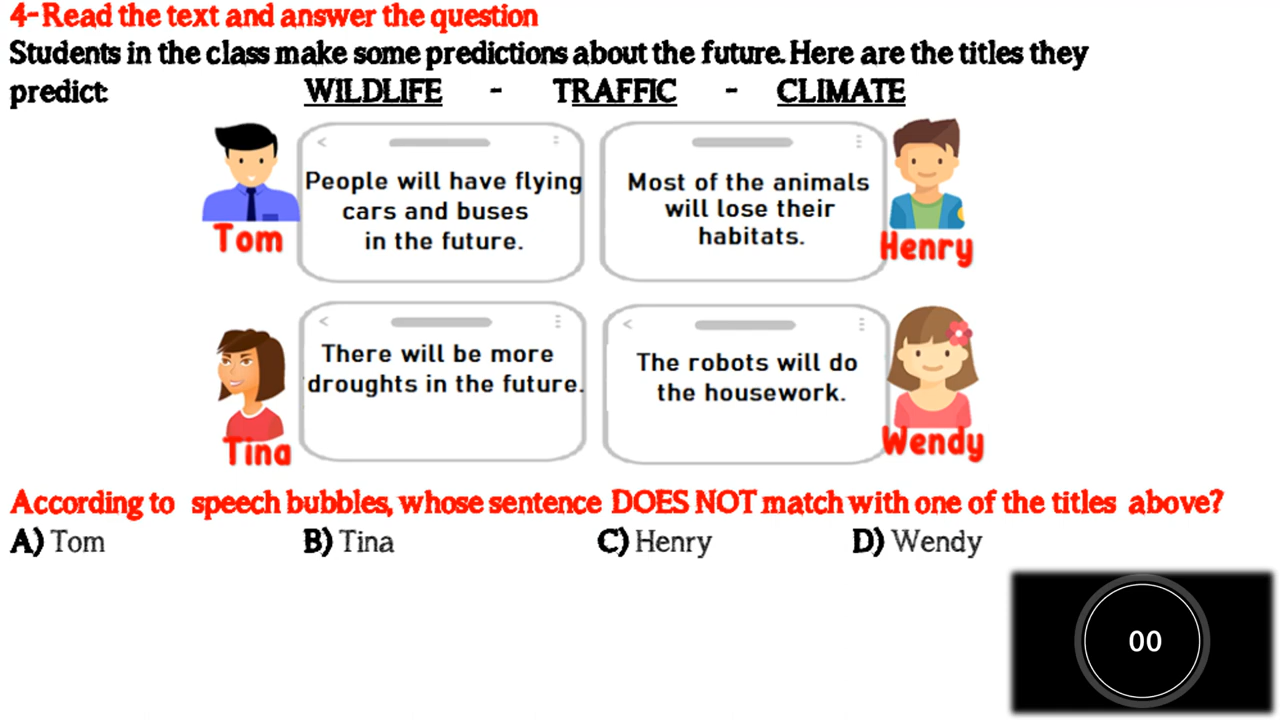 4-Read the text and answer the question
Students in the class make some predictions about the future. Here are the titles they
predict: WILDLIFE - TRAFFIC - CLIMATE
People will have flying
cars and buses
in the future.
Tom
Most of the animals
will lose their
habitats.
Henry
There will be more
droughts in the future.
Tina
The robots will do
the housework.
Wendy
According to speech bubbles, whose sentence DOES NOT match with one of the titles above?
A) Tom B) Tina C) Henry D) Wendy
00